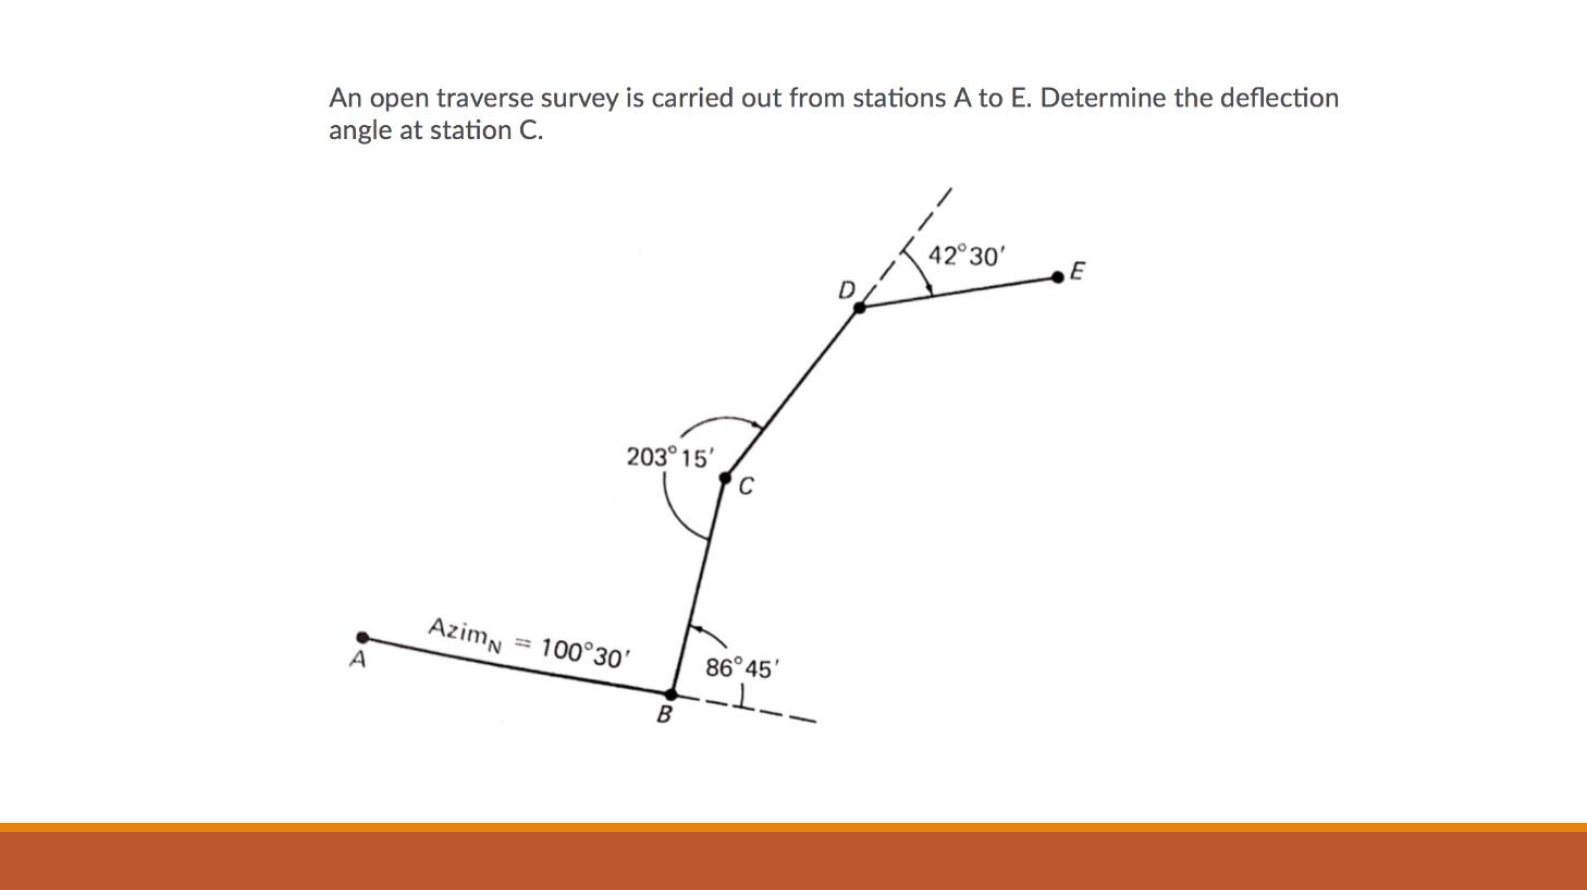 An open traverse survey is carried out from stations A to E. Determine the deflection
angle at station C.
42°30′
E
D
203°15′
C
Azimₙ = 100°30′
A
86°45′
B